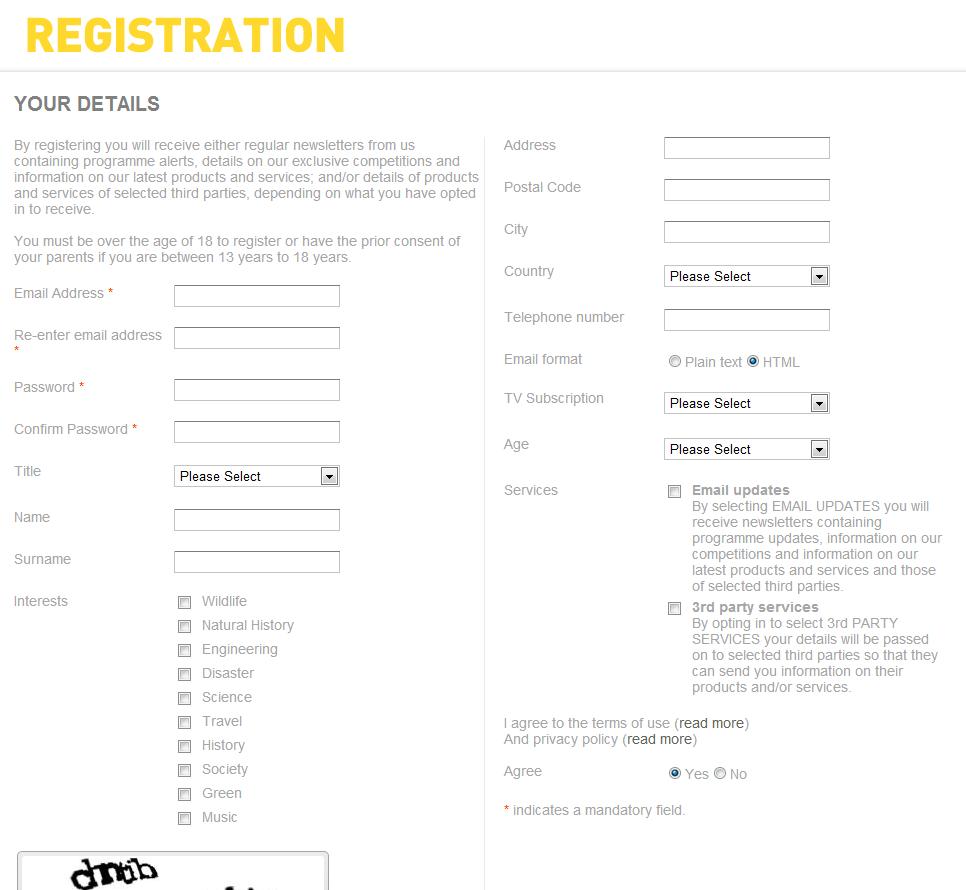 REGISTRATION
YOUR DETAILS
By registering you will receive either regular newsletters from us
containing programme alerts, details on our exclusive competitions and
information on our latest products and services; and/or details of products
and services of selected third parties, depending on what you have opted
in to receive.
You must be over the age of 18 to register or have the prior consent of
your parents if you are between 13 years to 18 years.
Email Address *
Re-enter email address
*
Password *
Confirm Password *
Title Please Select
Name
Surname
Interests
Wildlife
Natural History
Engineering
Disaster
Science
Travel
History
Society
Green
Music
Address
Postal Code
City
Country Please Select
Telephone number
Email format Plain text HTML
TV Subscription Please Select
Age Please Select
Services
Email updates
By selecting EMAIL UPDATES you will
receive newsletters containing
programme updates, information on our
competitions and information on our
latest products and services and those
of selected third parties.
3rd party services
By opting in to select 3rd PARTY
SERVICES your details will be passed
on to selected third parties so that they
can send you information on their
products and/or services.
I agree to the terms of use (read more)
And privacy policy (read more)
Agree Yes No
* indicates a mandatory field.